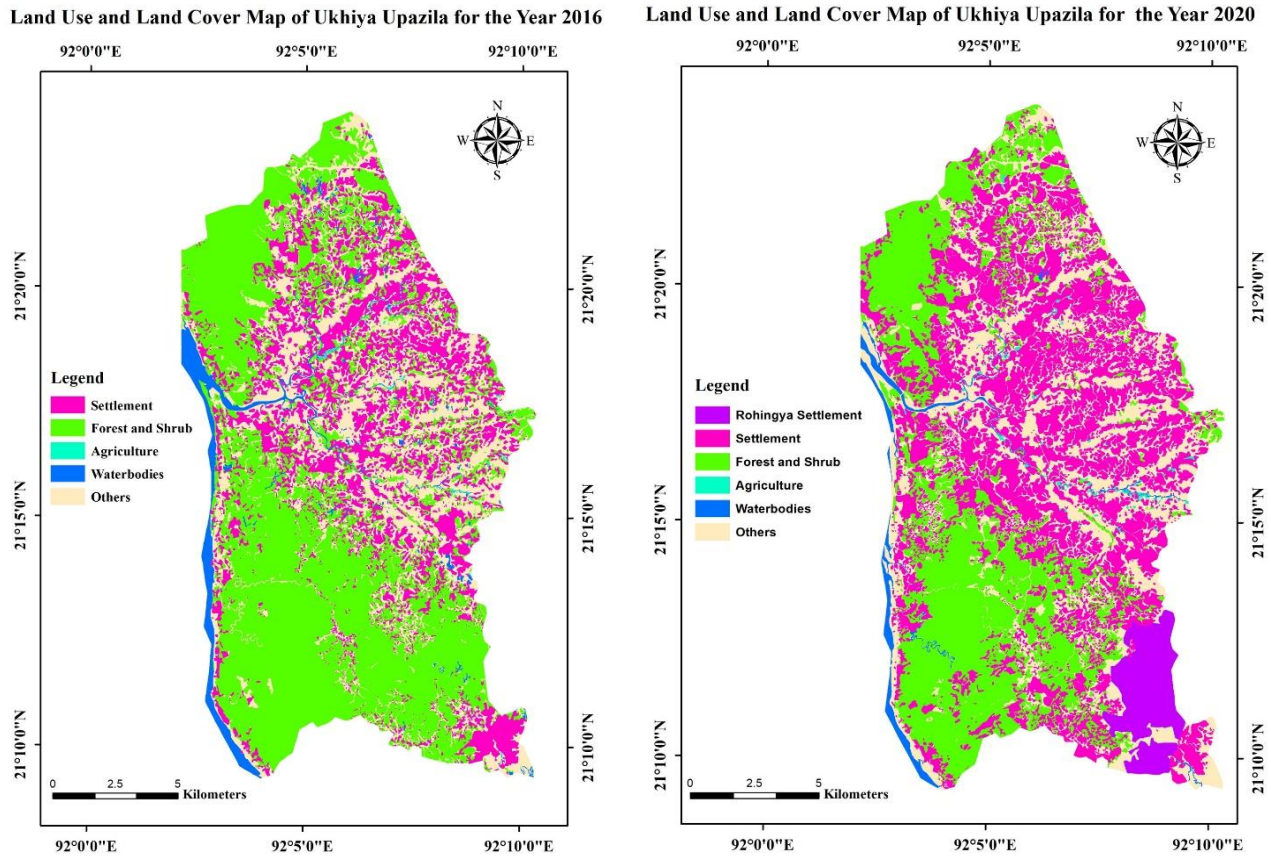 Land Use and Land Cover Map of Ukhiya Upazila for the Year 2016
92°0'0"E 92°5'0"E 92°10'0"E
N
W E
S
21°20'0"N 21°20'0"N
Legend
Settlement
Forest and Shrub
Agriculture
Waterbodies
Others
21°15'0"N 21°15'0"N
21°10'0"N 21°10'0"N
0 2.5 5
Kilometers
92°0'0"E 92°5'0"E 92°10'0"E
Land Use and Land Cover Map of Ukhiya Upazila for the Year 2020
92°0'0"E 92°5'0"E 92°10'0"E
N
W E
S
21°20'0"N 21°20'0"N
Legend
Rohingya Settlement
Settlement
Forest and Shrub
Agriculture
Waterbodies
Others
21°15'0"N 21°15'0"N
21°10'0"N 21°10'0"N
0 2.5 5
Kilometers
92°0'0"E 92°5'0"E 92°10'0"E